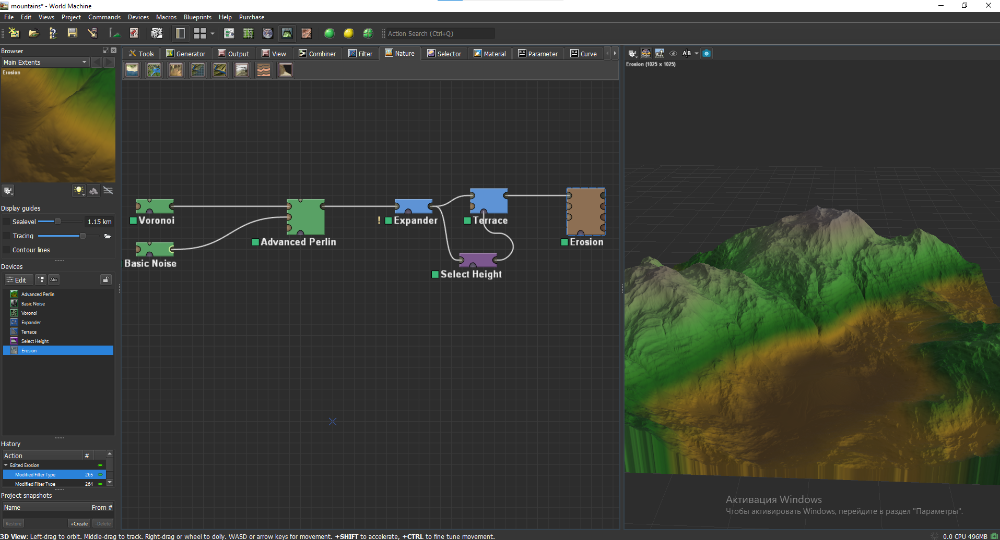 mountains* - World Machine
File Edit Views Project Commands Devices Macros Blueprints Help Purchase
Action Search (Ctrl+Q)
Browser
Main Extents
Erosion
Display guides
Sealevel 1.15 km
Tracing
Contour lines
Devices
Edit Abc
Advanced Perlin
Basic Noise
Voronoi
Expander
Terrace
Select Height
Erosion
History
Action #
Edited Erosion
Modified Filter Type 265
Modified Filter Type 264
Project snapshots
Name From #
Restore +Create -Delete
Tools Generator Output View Combiner Filter Nature Selector Material Parameter Curve
Voronoi
Basic Noise
Advanced Perlin
! Expander
Terrace
Select Height
Erosion
Orbit Free A/B
Erosion (1025 x 1025)
Активация Windows
Чтобы активировать Windows, перейдите в раздел "Параметры".
3D View: Left-drag to orbit. Middle-drag to track. Right-drag or wheel to dolly. WASD or arrow keys for movement. +SHIFT to accelerate, +CTRL to fine tune movement.
0.0 CPU 496MB